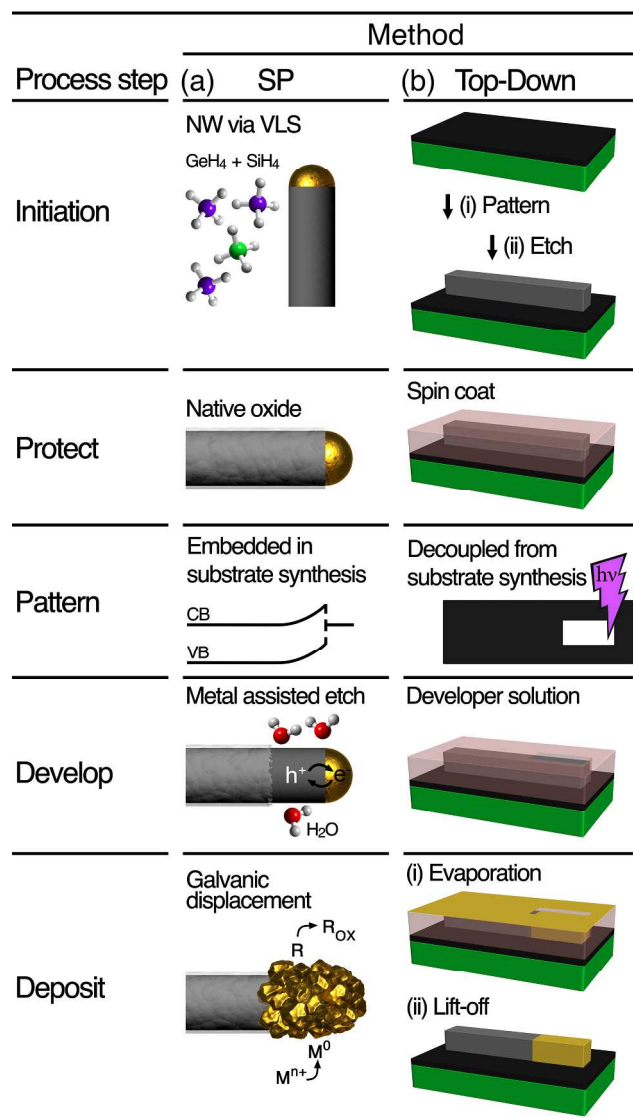 Method
Process step (a) SP (b) Top-Down
Initiation
NW via VLS
GeH₄ + SiH₄
(i) Pattern
(ii) Etch
Protect
Native oxide
Spin coat
Pattern
Embedded in
substrate synthesis
CB
VB
Decoupled from
substrate synthesis
hν
Develop
Metal assisted etch
h⁺
e⁻
H₂O
Developer solution
Deposit
Galvanic
displacement
R
R_OX
M⁰
Mⁿ⁺
(i) Evaporation
(ii) Lift-off